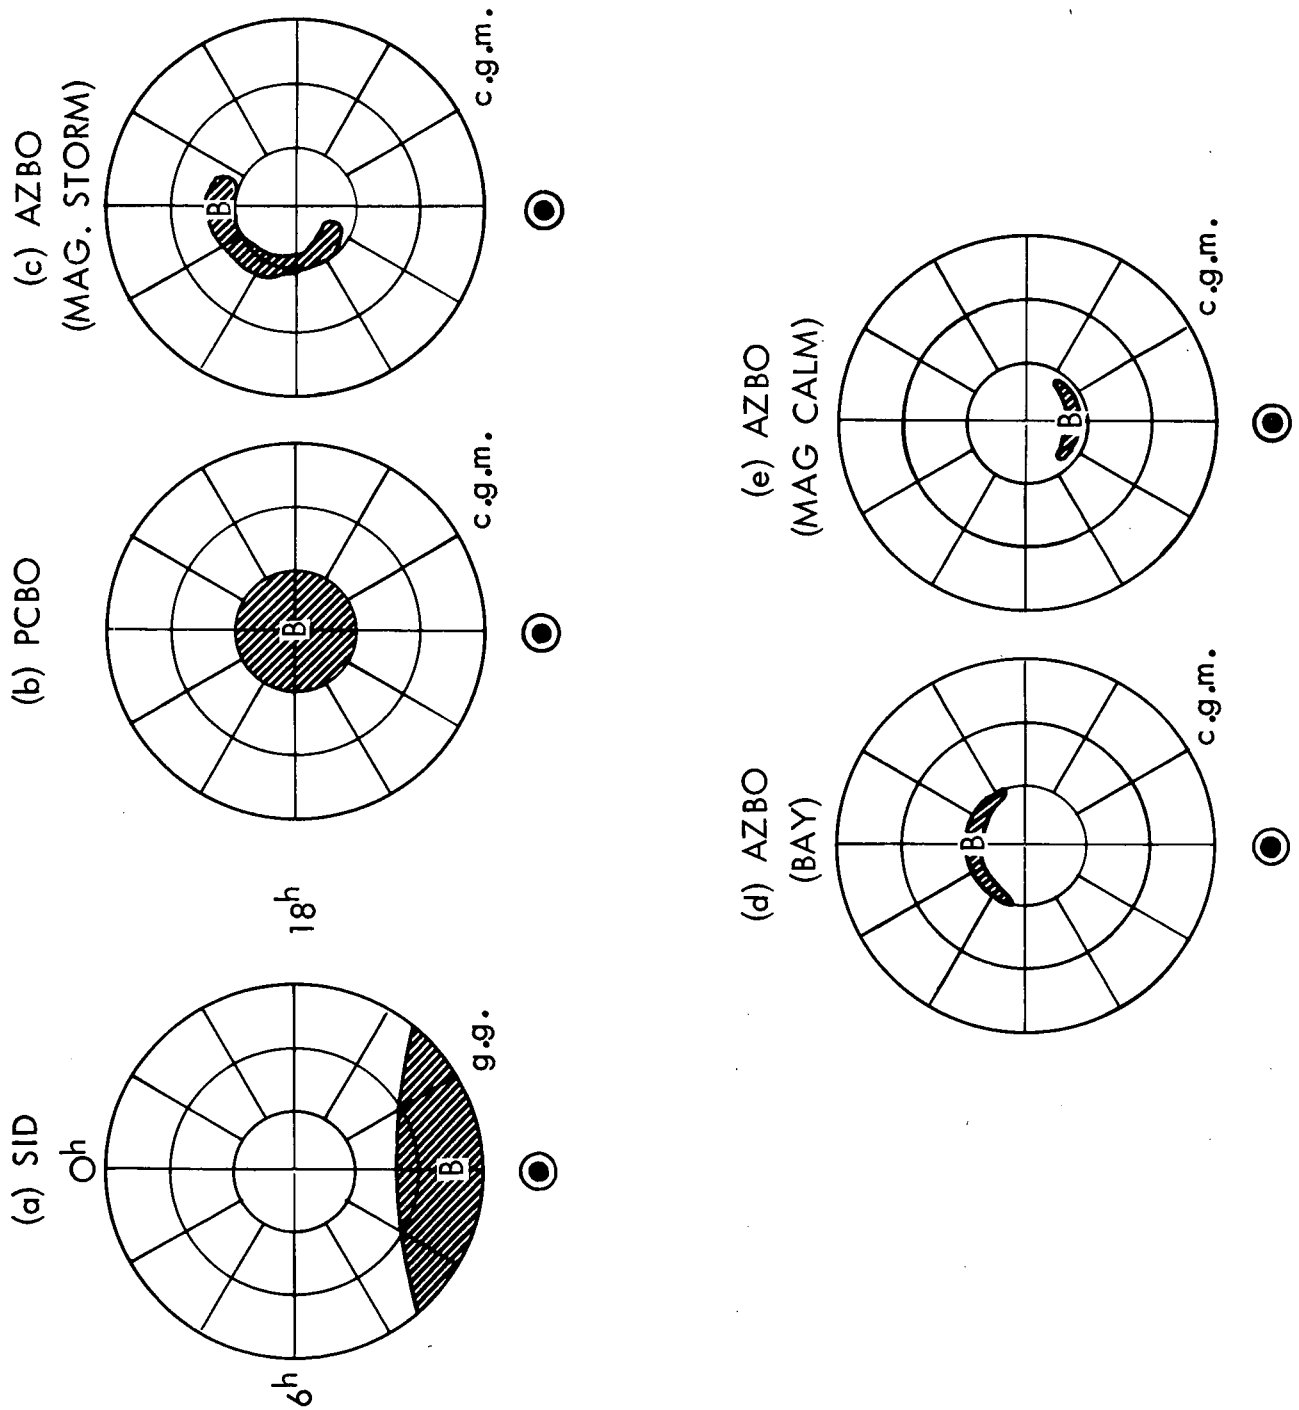 (a) SID
0h
6h
18h
B
g.g.
(b) PCBO
B
c.g.m.
(c) AZBO
(MAG. STORM)
B
c.g.m.
(d) AZBO
(BAY)
B
c.g.m.
(e) AZBO
(MAG CALM)
B
c.g.m.